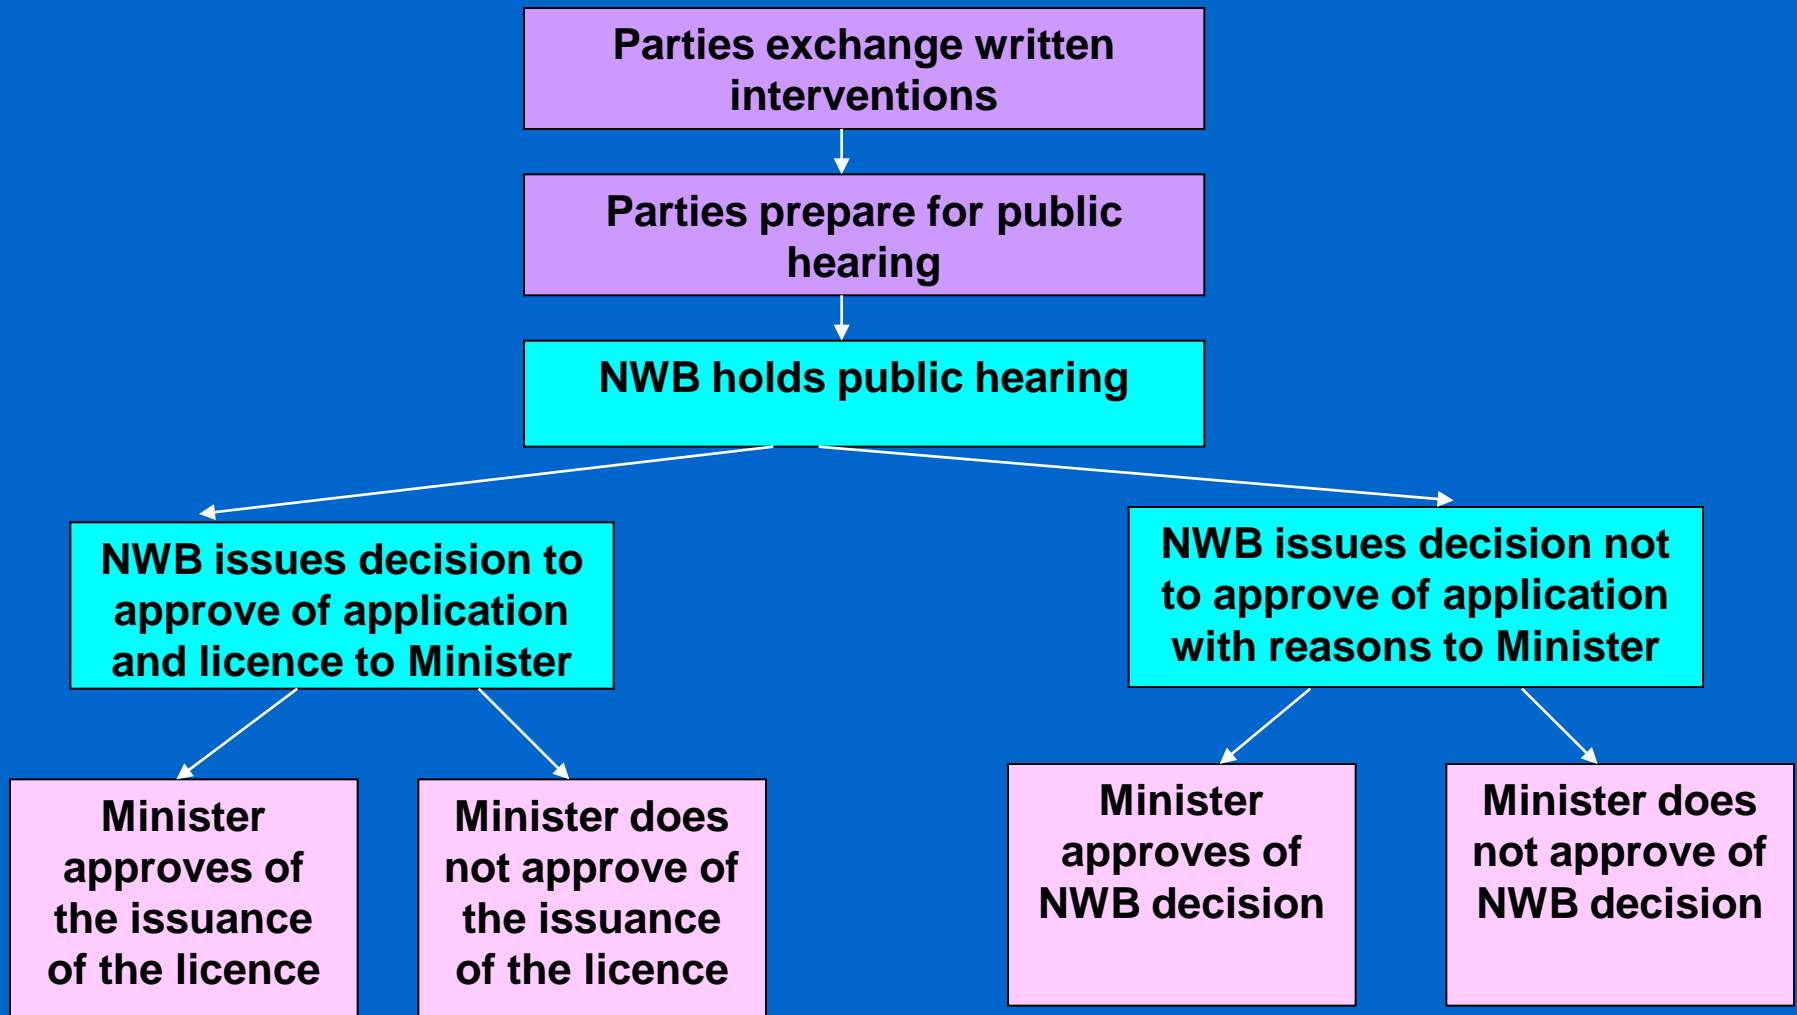 Parties exchange written
interventions
Parties prepare for public
hearing
NWB holds public hearing
NWB issues decision to
approve of application
and licence to Minister
NWB issues decision not
to approve of application
with reasons to Minister
Minister
approves of
the issuance
of the licence
Minister does
not approve of
the issuance
of the licence
Minister
approves of
NWB decision
Minister does
not approve of
NWB decision